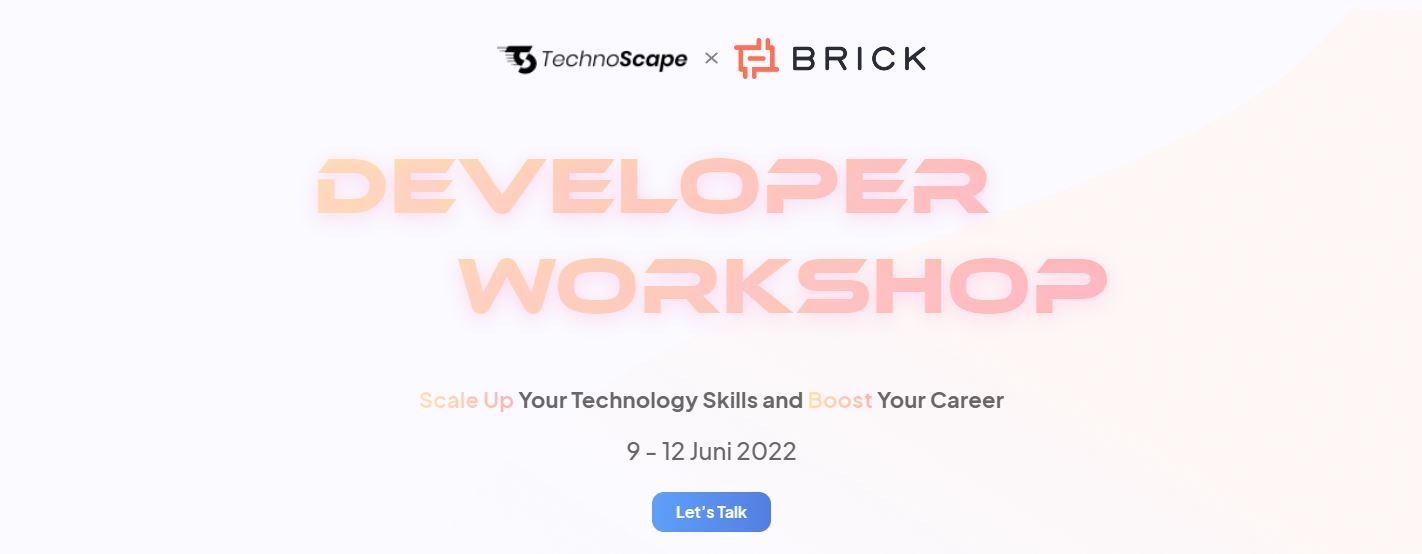 TechnoScape × BRICK
DEVELOPER
WORKSHOP
Scale Up Your Technology Skills and Boost Your Career
9 - 12 Juni 2022
Let's Talk